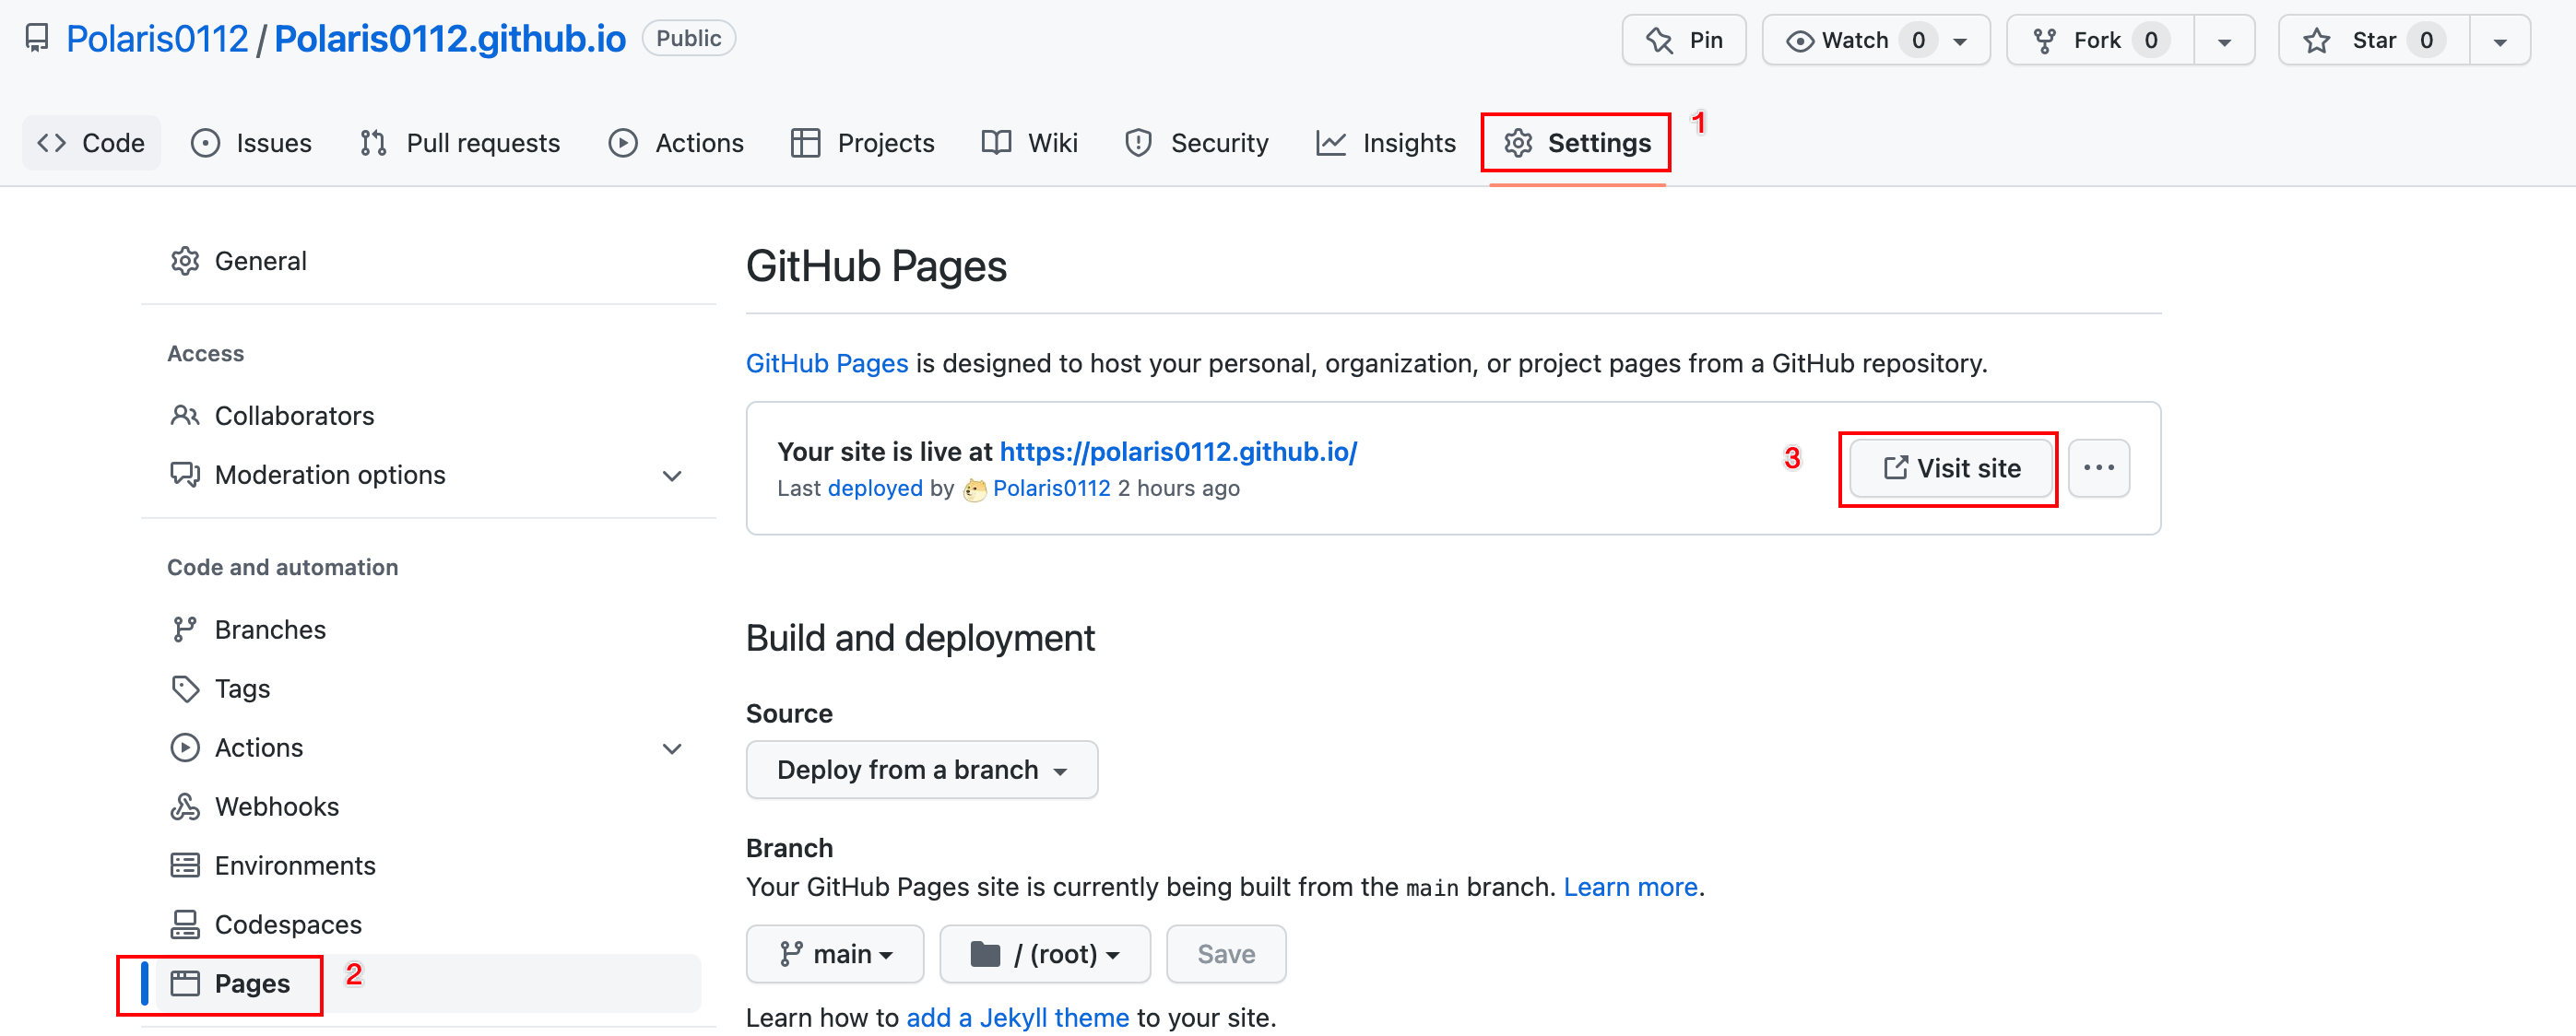 Polaris0112 / Polaris0112.github.io Public Pin Watch 0 Fork 0 Star 0
Code Issues Pull requests Actions Projects Wiki Security Insights Settings 1
General
Access
Collaborators
Moderation options
Code and automation
Branches
Tags
Actions
Webhooks
Environments
Codespaces
Pages 2
GitHub Pages
GitHub Pages is designed to host your personal, organization, or project pages from a GitHub repository.
Your site is live at https://polaris0112.github.io/
Last deployed by Polaris0112 2 hours ago
3 Visit site
Build and deployment
Source
Deploy from a branch
Branch
Your GitHub Pages site is currently being built from the main branch. Learn more.
main / (root) Save
Learn how to add a Jekyll theme to your site.